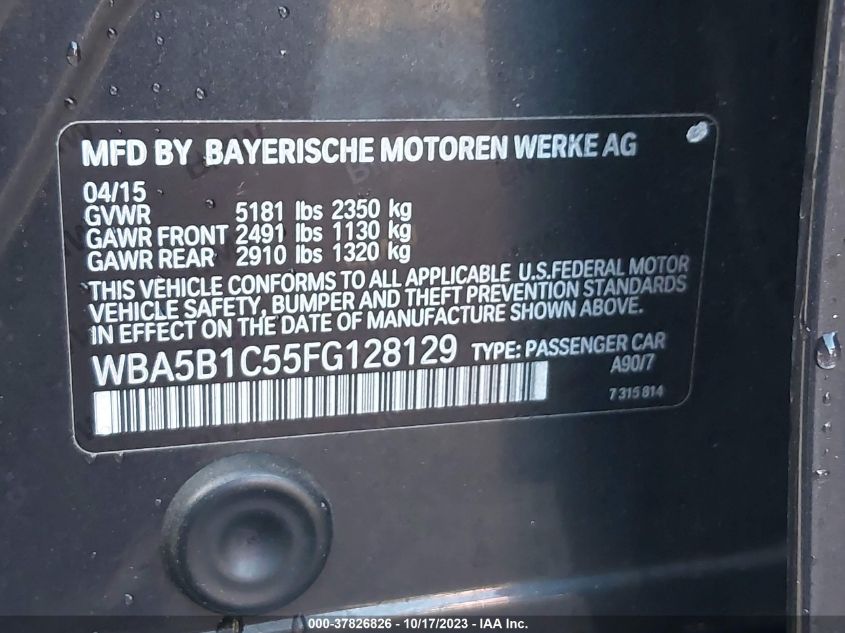 MFD BY BAYERISCHE MOTOREN WERKE AG
04/15
GVWR 5181 lbs 2350 kg
GAWR FRONT 2491 lbs 1130 kg
GAWR REAR 2910 lbs 1320 kg
THIS VEHICLE CONFORMS TO ALL APPLICABLE U.S.FEDERAL MOTOR
VEHICLE SAFETY, BUMPER AND THEFT PREVENTION STANDARDS
IN EFFECT ON THE DATE OF MANUFACTURE SHOWN ABOVE.
WBA5B1C55FG128129 TYPE: PASSENGER CAR
A90/7
7 315 814
000-37826826 - 10/17/2023 - IAA Inc.